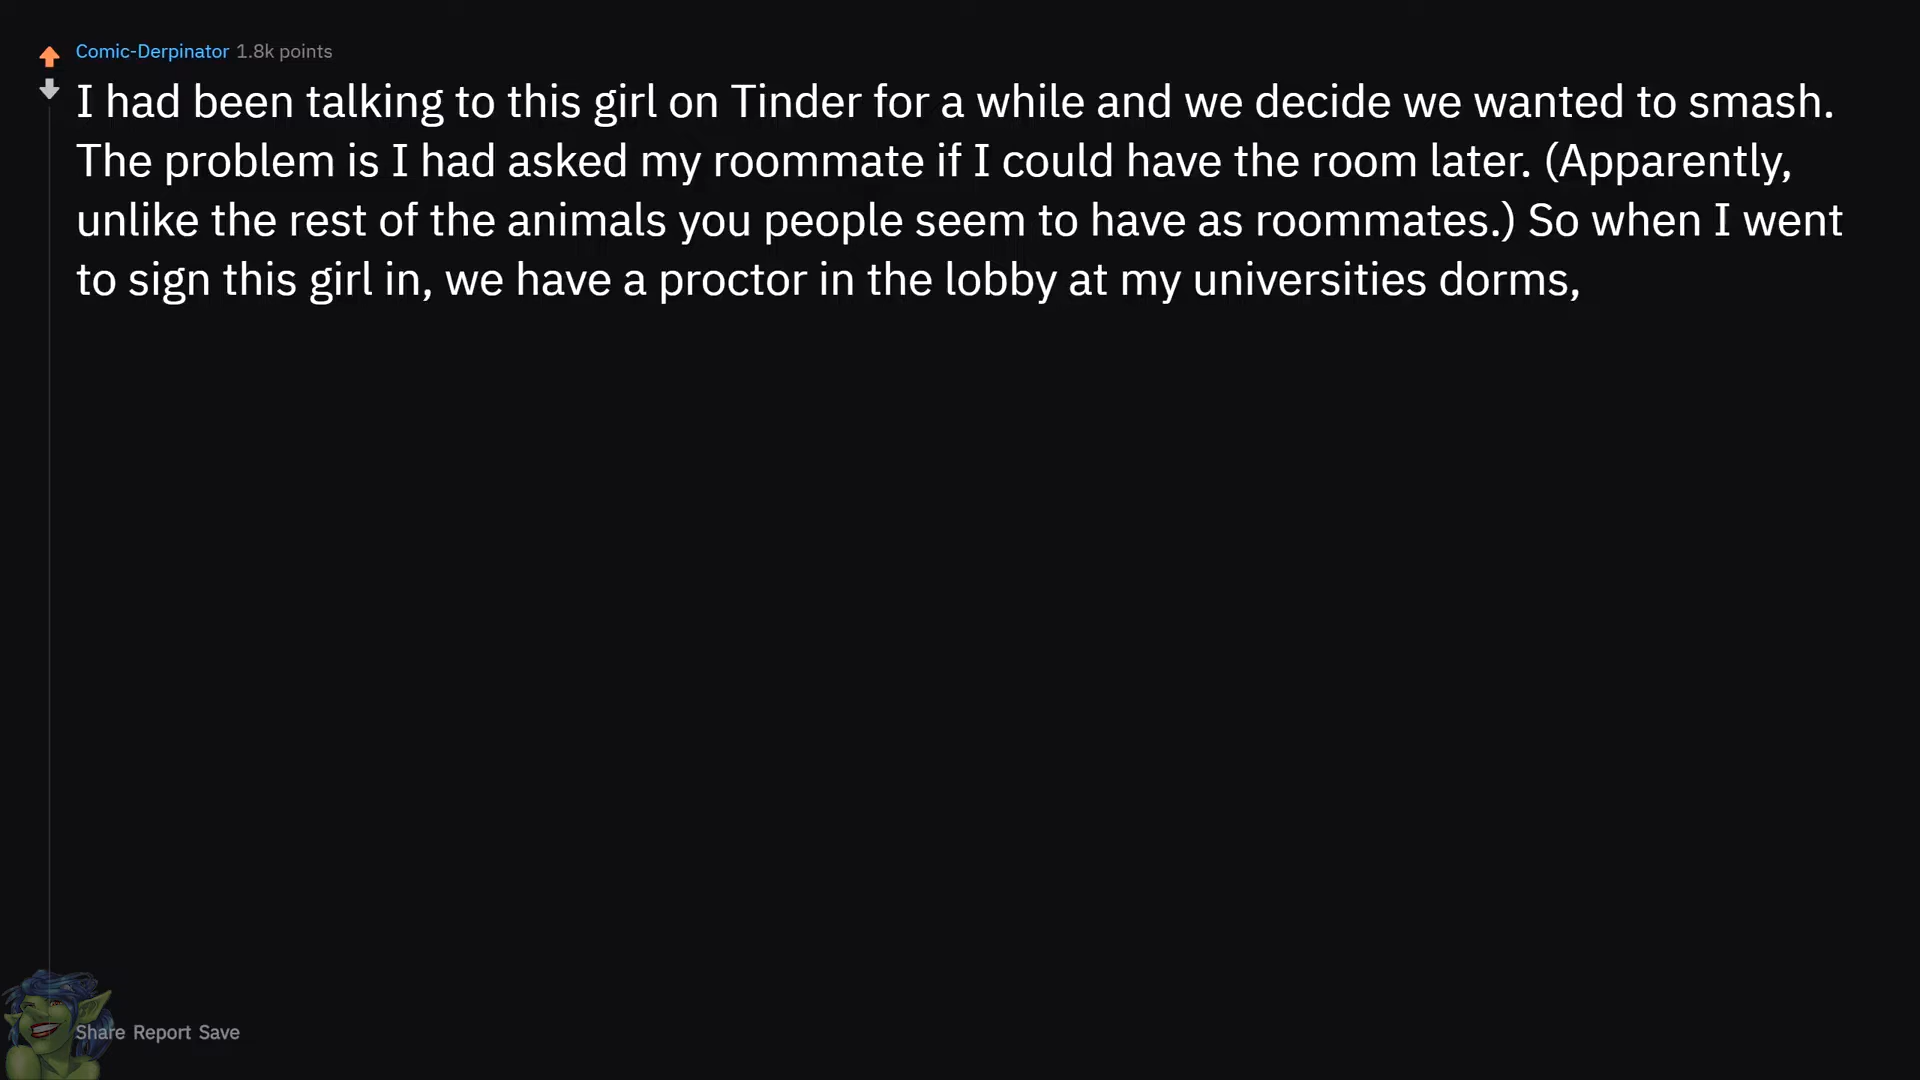 Comic-Derpinator 1.8k points
I had been talking to this girl on Tinder for a while and we decide we wanted to smash.
The problem is I had asked my roommate if I could have the room later. (Apparently,
unlike the rest of the animals you people seem to have as roommates.) So when I went
to sign this girl in, we have a proctor in the lobby at my universities dorms,
Share Report Save